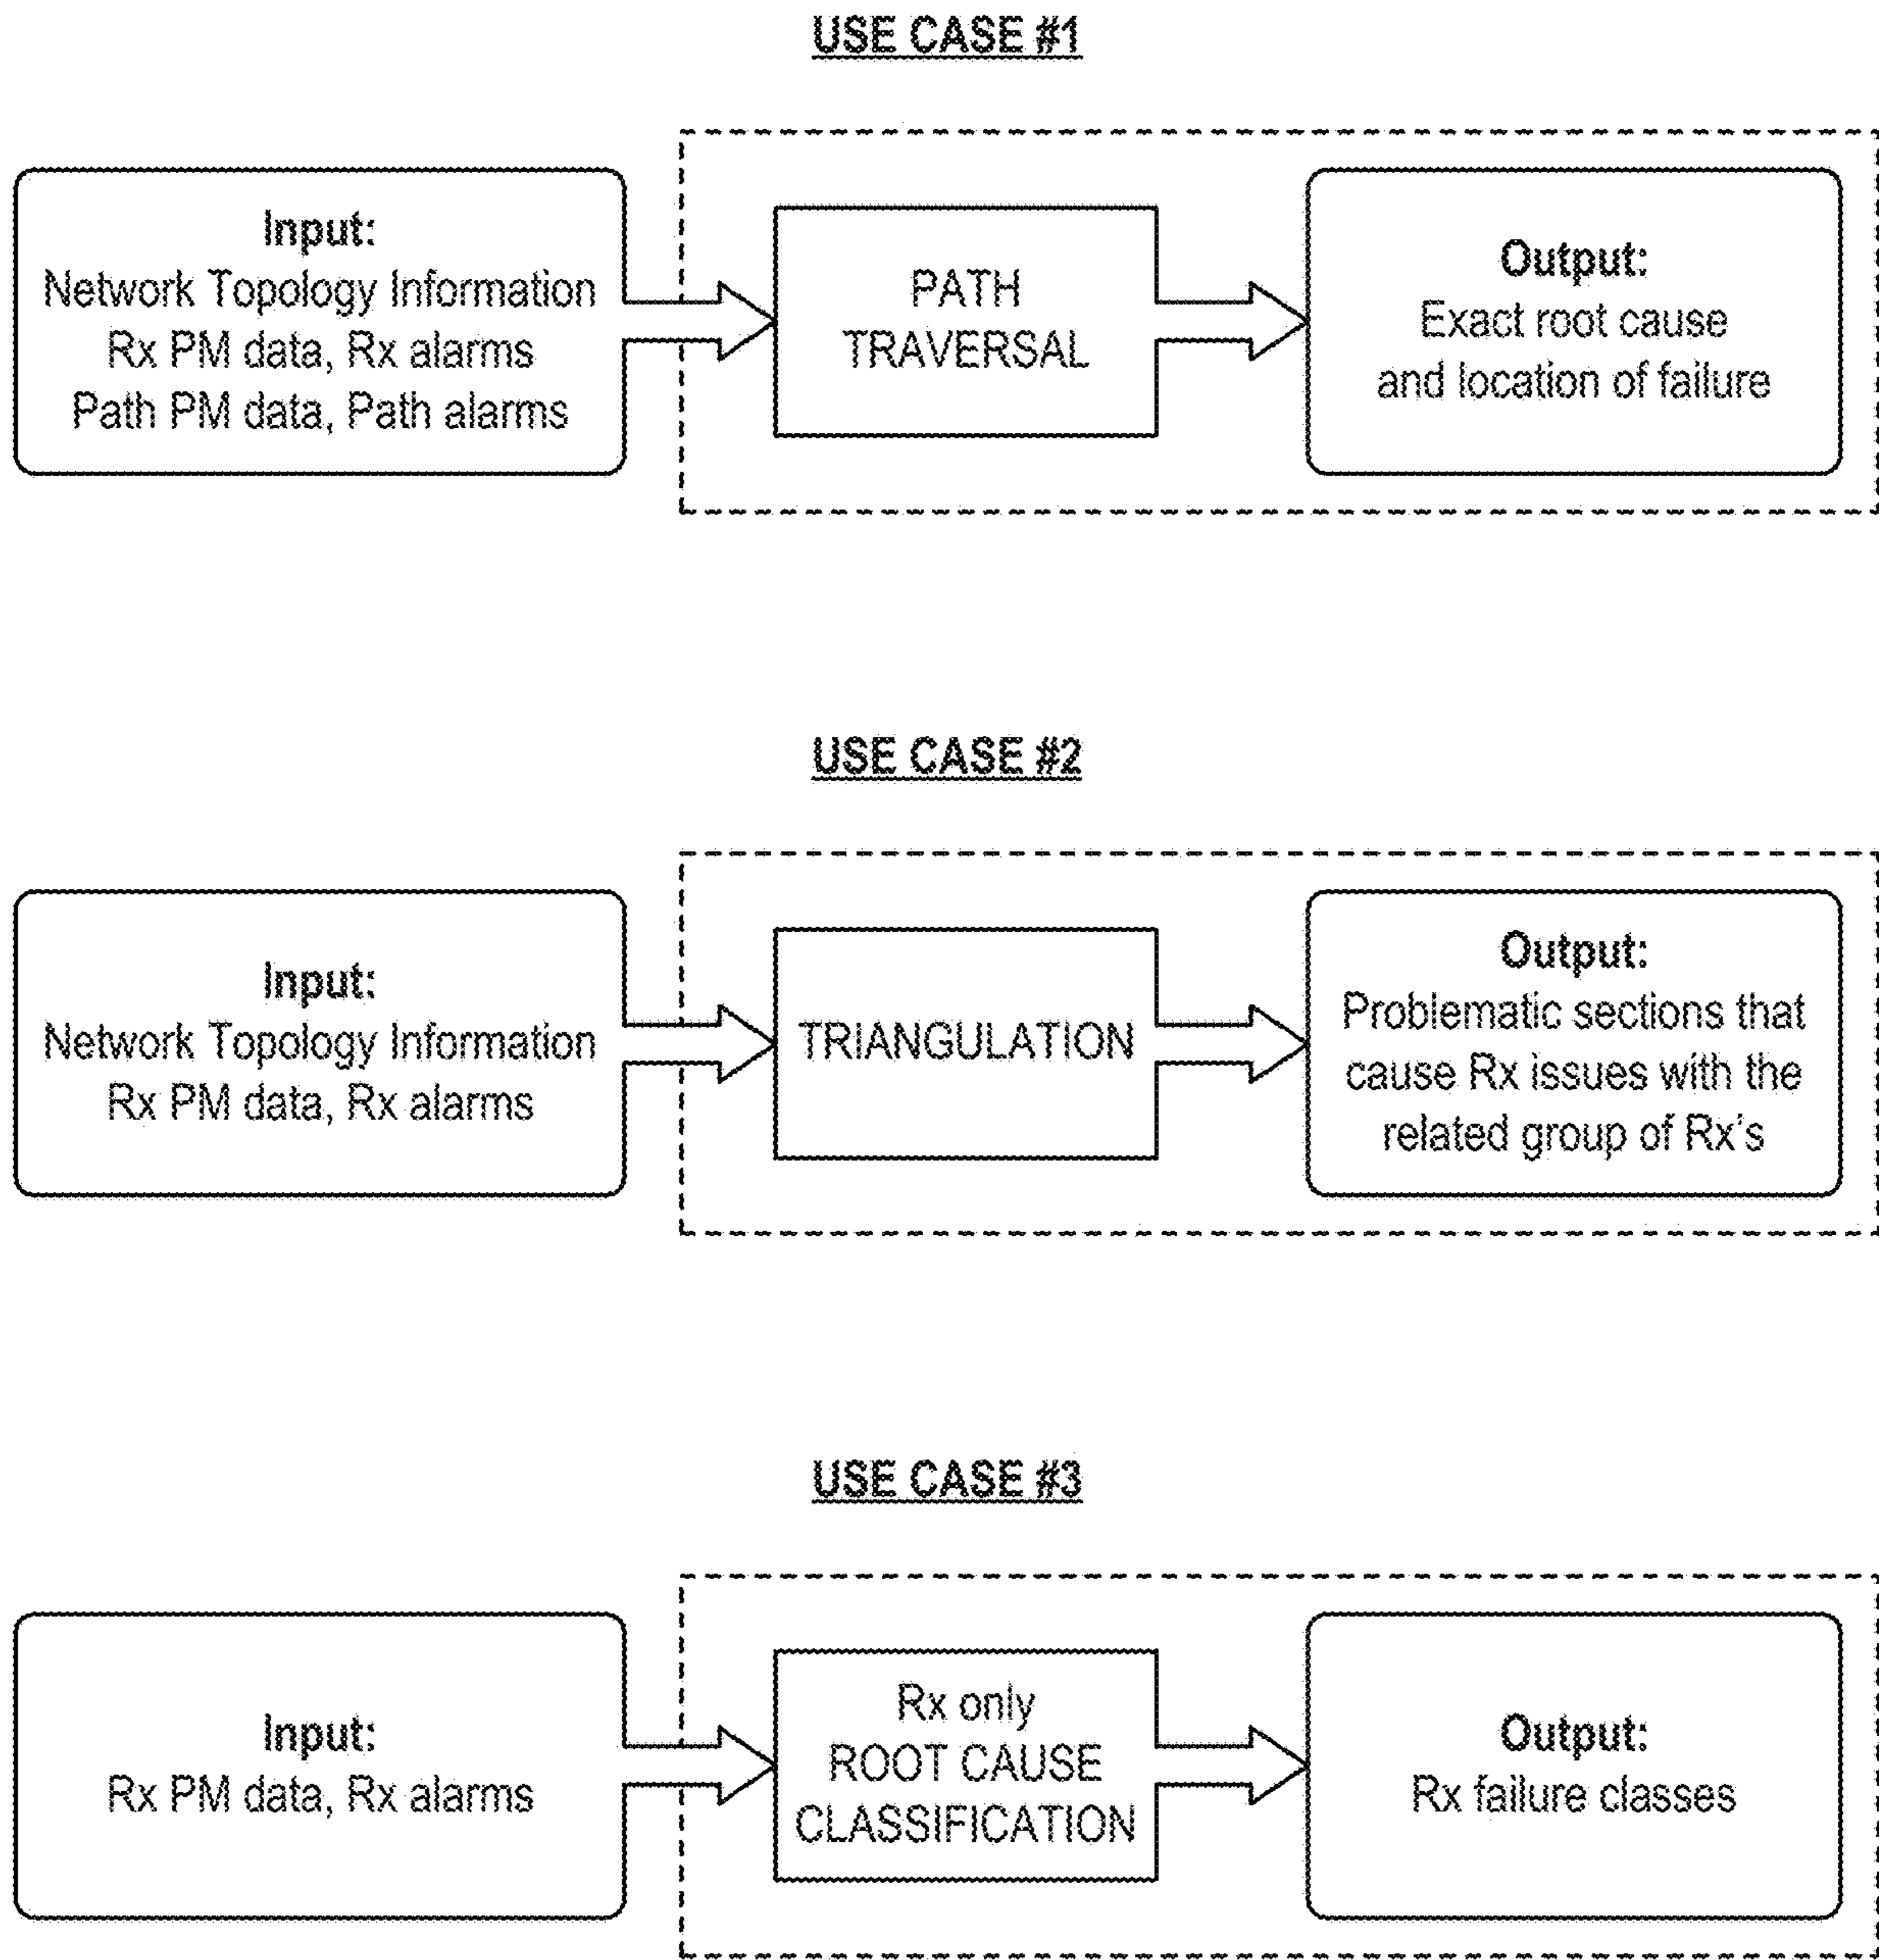 USE CASE #1
Input:
Network Topology Information
Rx PM data, Rx alarms
Path PM data, Path alarms
PATH
TRAVERSAL
Output:
Exact root cause
and location of failure
USE CASE #2
Input:
Network Topology Information
Rx PM data, Rx alarms
TRIANGULATION
Output:
Problematic sections that
cause Rx issues with the
related group of Rx's
USE CASE #3
Input:
Rx PM data, Rx alarms
Rx only
ROOT CAUSE
CLASSIFICATION
Output:
Rx failure classes